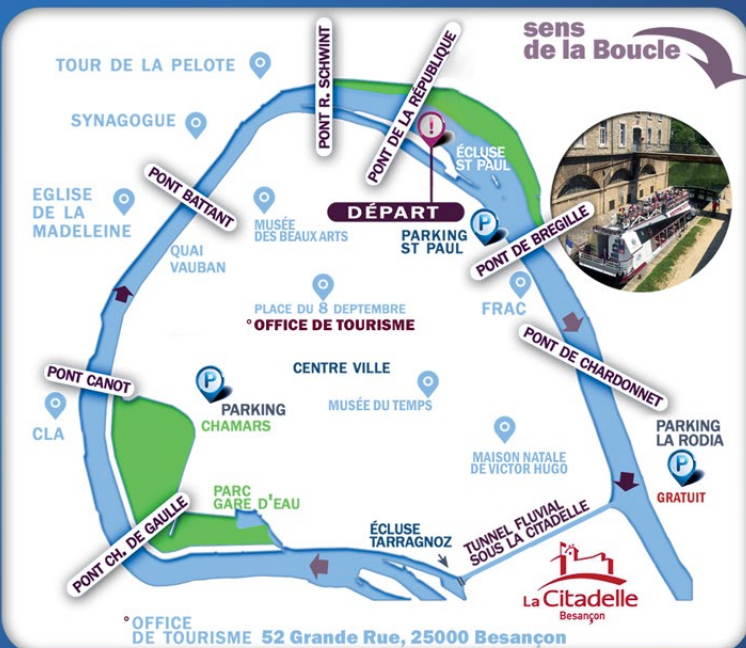 sens
de la Boucle
TOUR DE LA PELOTE
PONT R. SCHWINT
PONT DE LA RÉPUBLIQUE
SYNAGOGUE
ÉCLUSE
ST PAUL
EGLISE
DE LA
MADELEINE
PONT BATTANT
MUSÉE
DES BEAUX ARTS
DÉPART
PARKING
ST PAUL
PONT DE BREGILLE
QUAI
VAUBAN
PLACE DU 8 DEPTEMBRE
° OFFICE DE TOURISME
FRAC
PONT DE CHARDONNET
CENTRE VILLE
PONT CANOT
PARKING
CHAMARS
MUSÉE DU TEMPS
CLA
MAISON NATALE
DE VICTOR HUGO
PARKING
LA RODIA
GRATUIT
PARC
GARE D'EAU
PONT CH. DE GAULLE
ÉCLUSE
TARRAGNOZ
TUNNEL FLUVIAL
SOUS LA CITADELLE
La Citadelle
Besançon
° OFFICE
DE TOURISME 52 Grande Rue, 25000 Besançon